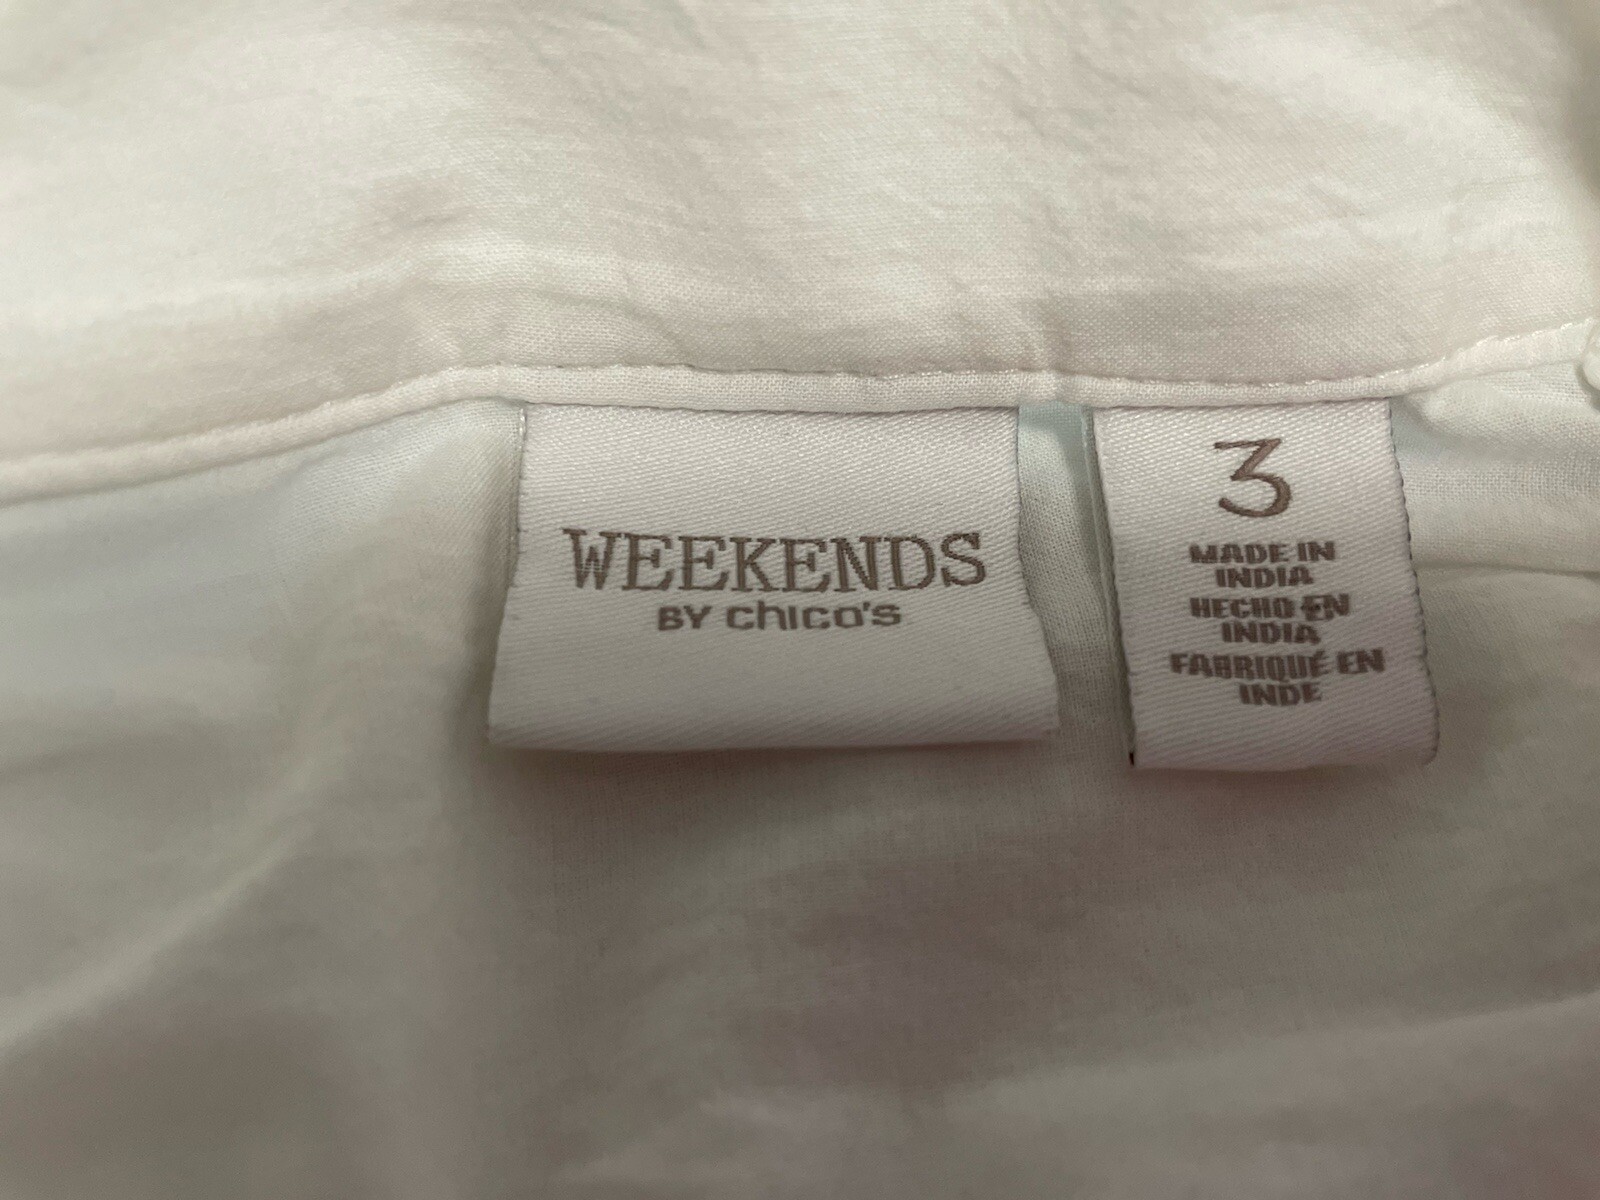 WEEKENDS
BY chico's
3
MADE IN
INDIA
HECHO EN
INDIA
FABRIQUÉ EN
INDE